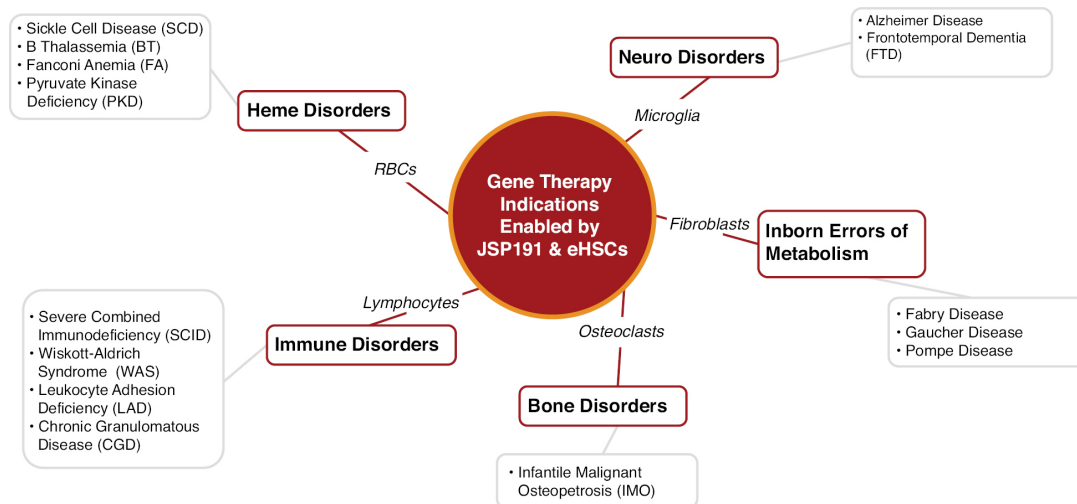 • Sickle Cell Disease (SCD)
• B Thalassemia (BT)
• Fanconi Anemia (FA)
• Pyruvate Kinase
Deficiency (PKD)
Heme Disorders
RBCs
Neuro Disorders
Microglia
• Alzheimer Disease
• Frontotemporal Dementia
(FTD)
Gene Therapy
Indications
Enabled by
JSP191 & eHSCs
Fibroblasts
Inborn Errors of
Metabolism
• Fabry Disease
• Gaucher Disease
• Pompe Disease
Lymphocytes
Immune Disorders
• Severe Combined
Immunodeficiency (SCID)
• Wiskott-Aldrich
Syndrome (WAS)
• Leukocyte Adhesion
Deficiency (LAD)
• Chronic Granulomatous
Disease (CGD)
Osteoclasts
Bone Disorders
• Infantile Malignant
Osteopetrosis (IMO)